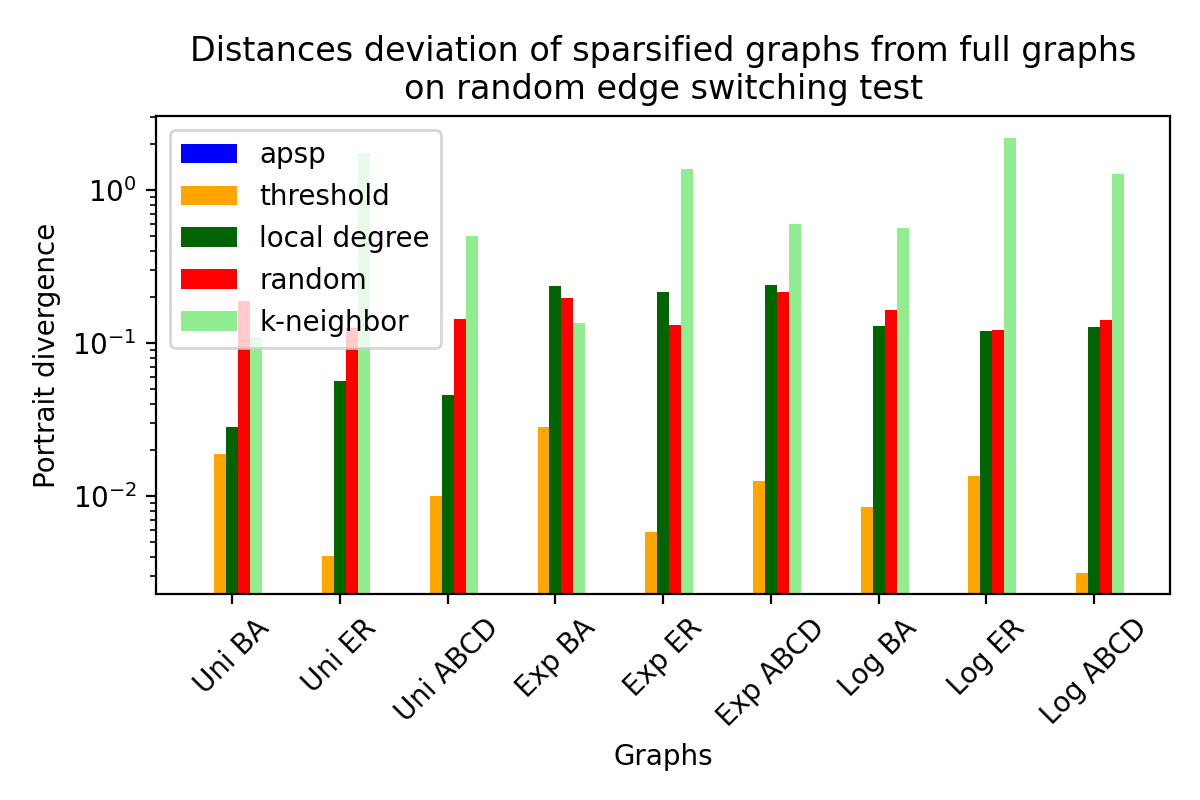 Distances deviation of sparsified graphs from full graphs
on random edge switching test
apsp
threshold
local degree
random
k-neighbor
10⁰
10⁻¹
10⁻²
Portrait divergence
Uni BA
Uni ER
Uni ABCD
Exp BA
Exp ER
Exp ABCD
Log BA
Log ER
Log ABCD
Graphs